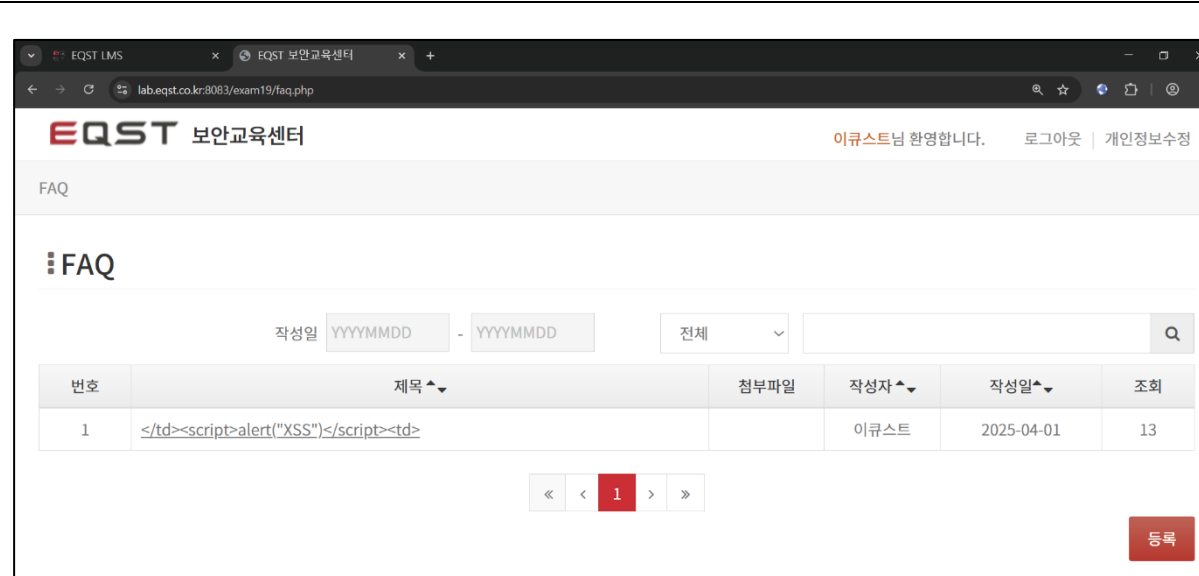 EQST LMS
EQST 보안교육센터
lab.eqst.co.kr:8083/exam19/faq.php
EQST 보안교육센터
이큐스트님 환영합니다. 로그아웃 | 개인정보수정
FAQ
FAQ
작성일 YYYYMMDD - YYYYMMDD 전체
번호 제목 첨부파일 작성자 작성일 조회
1 </td><script>alert("XSS")</script><td> 이큐스트 2025-04-01 13
« < 1 > »
등록